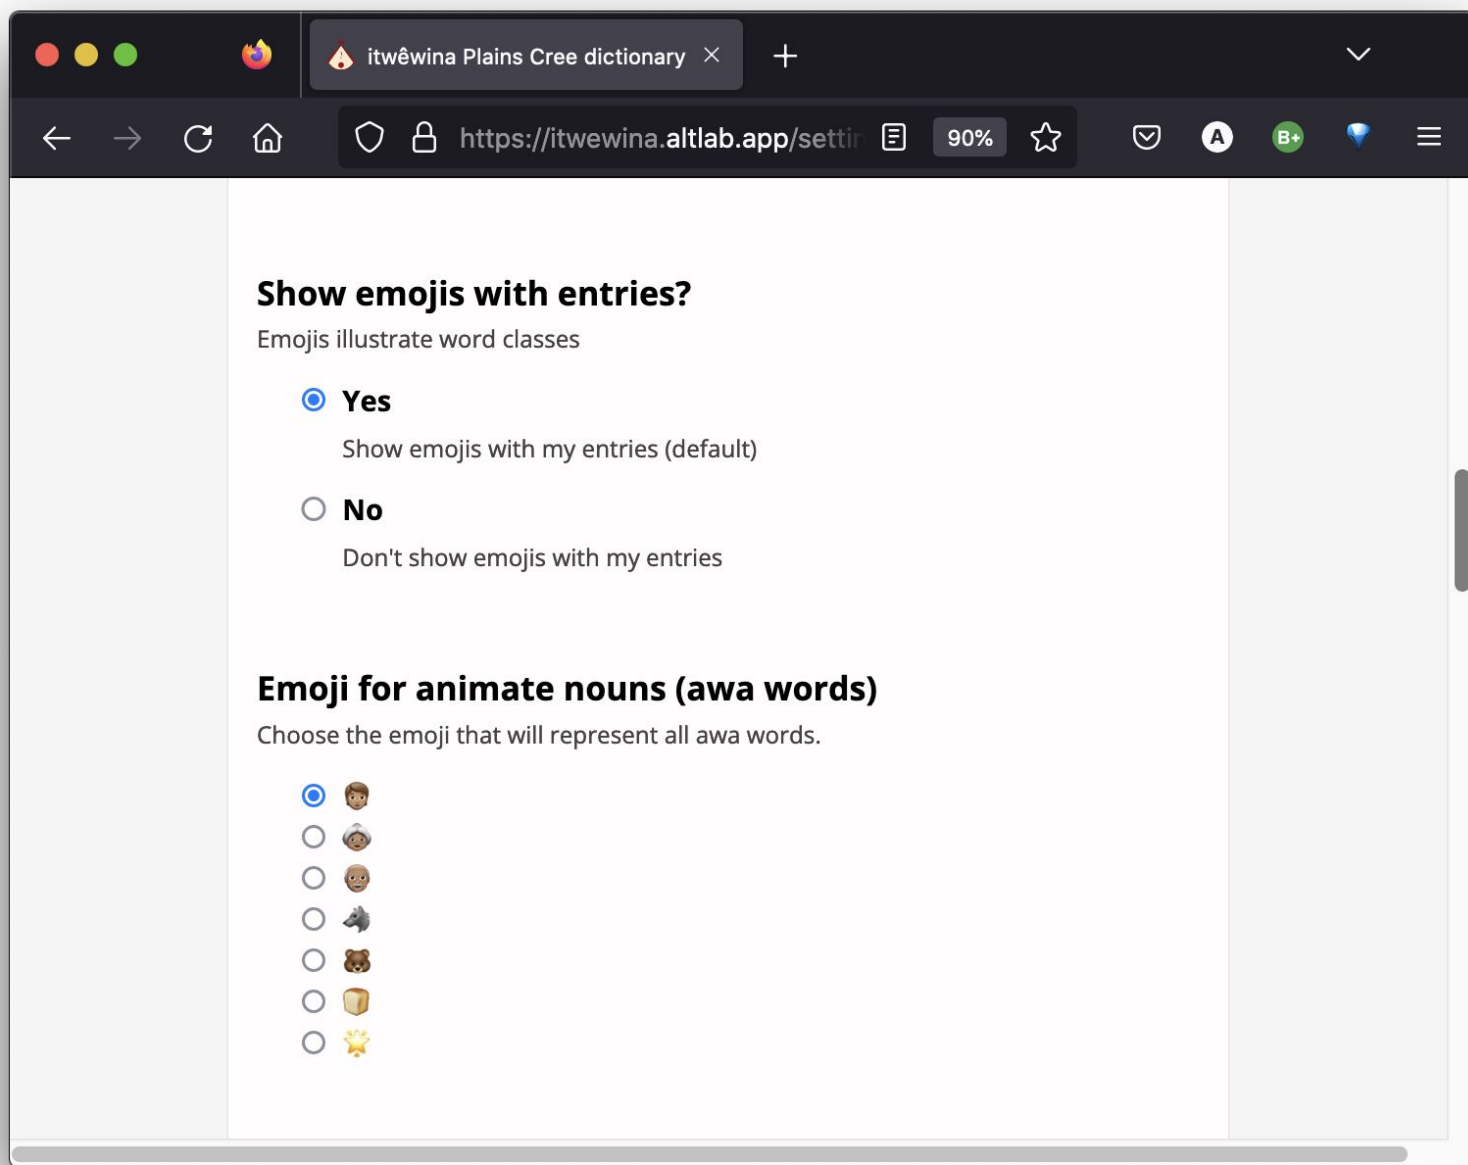 itwêwina Plains Cree dictionary
https://itwewina.altlab.app/settin
90%
A
B+
Show emojis with entries?
Emojis illustrate word classes
Yes
Show emojis with my entries (default)
No
Don't show emojis with my entries
Emoji for animate nouns (awa words)
Choose the emoji that will represent all awa words.